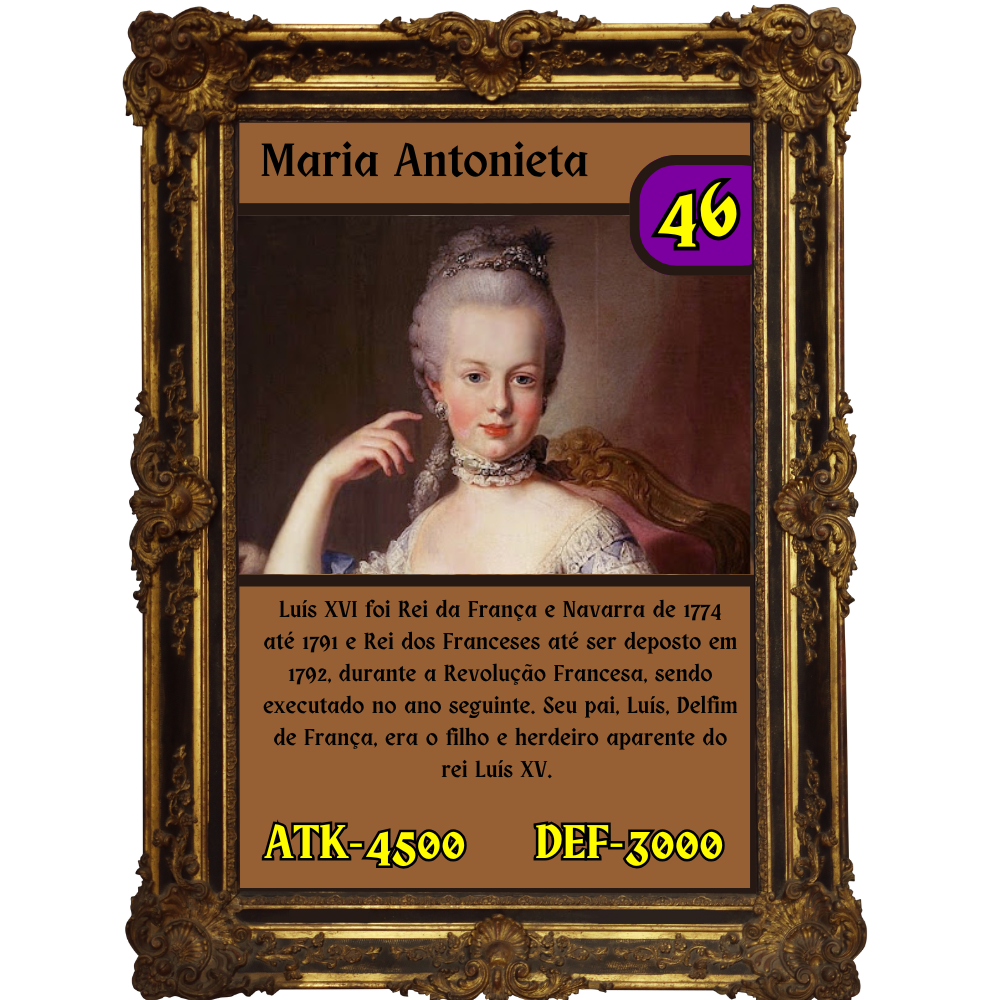 Maria Antonieta
46
Luís XVI foi Rei da França e Navarra de 1774
até 1791 e Rei dos Franceses até ser deposto em
1792, durante a Revolução Francesa, sendo
executado no ano seguinte. Seu pai, Luís, Delfim
de França, era o filho e herdeiro aparente do
rei Luís XV.
ATK-4500 DEF-3000